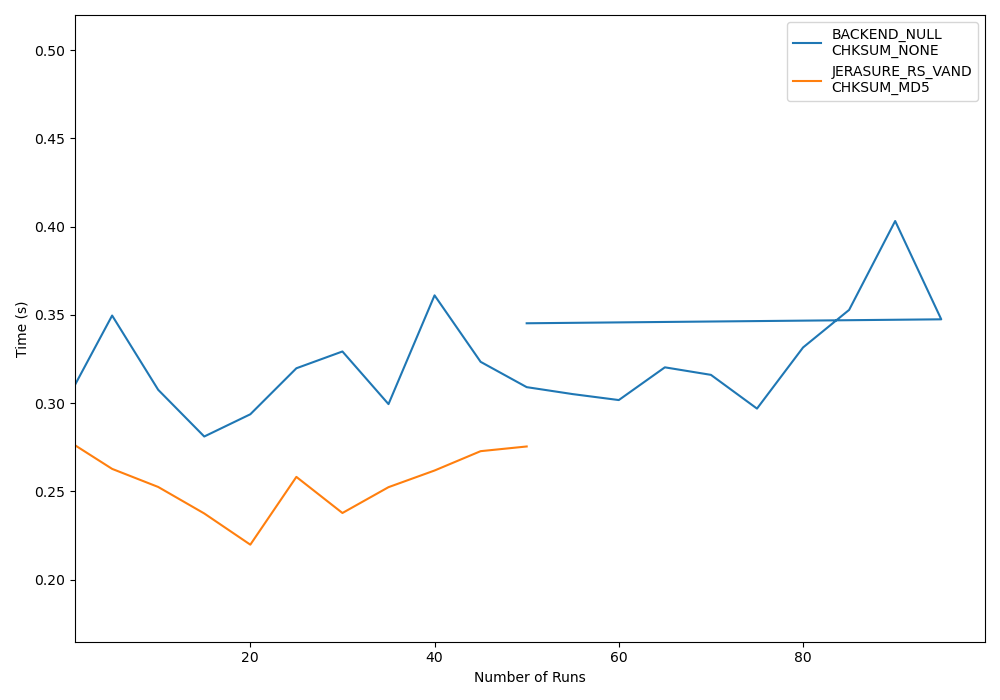 BACKEND_NULL
CHKSUM_NONE
JERASURE_RS_VAND
CHKSUM_MD5
0.50
0.45
0.40
0.35
0.30
0.25
0.20
Time (s)
20
40
60
80
Number of Runs